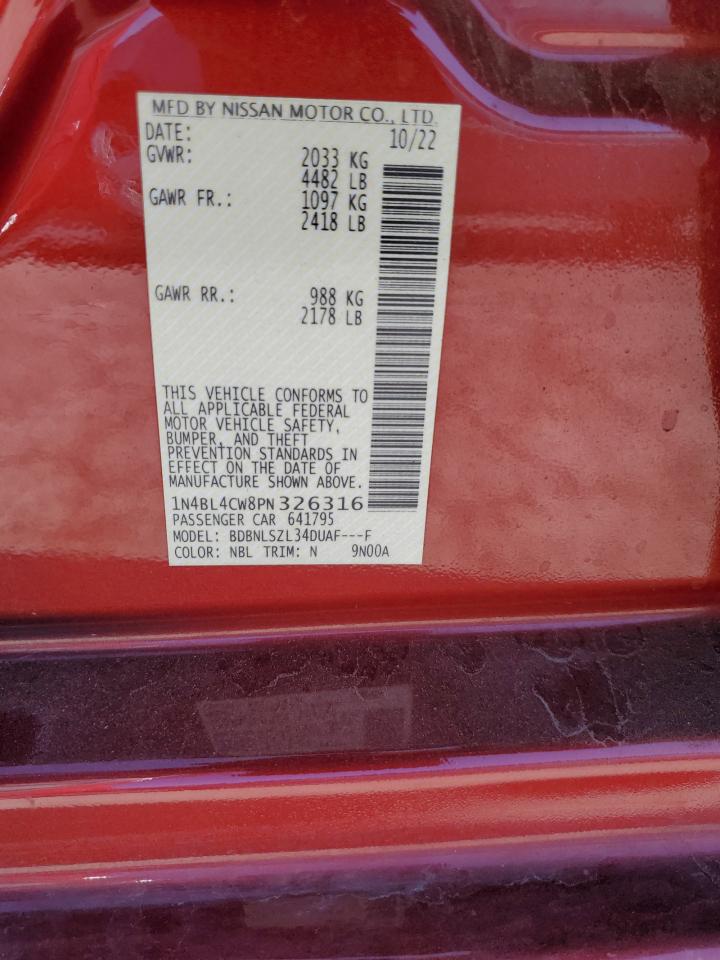 MFD BY NISSAN MOTOR CO., LTD.
DATE: 10/22
GVWR: 2033 KG
4482 LB
GAWR FR.: 1097 KG
2418 LB
GAWR RR.: 988 KG
2178 LB
THIS VEHICLE CONFORMS TO
ALL APPLICABLE FEDERAL
MOTOR VEHICLE SAFETY,
BUMPER, AND THEFT
PREVENTION STANDARDS IN
EFFECT ON THE DATE OF
MANUFACTURE SHOWN ABOVE.
1N4BL4CW8PN326316
PASSENGER CAR 641795
MODEL: BDBNLSZL34DUAF---F
COLOR: NBL TRIM: N 9N00A